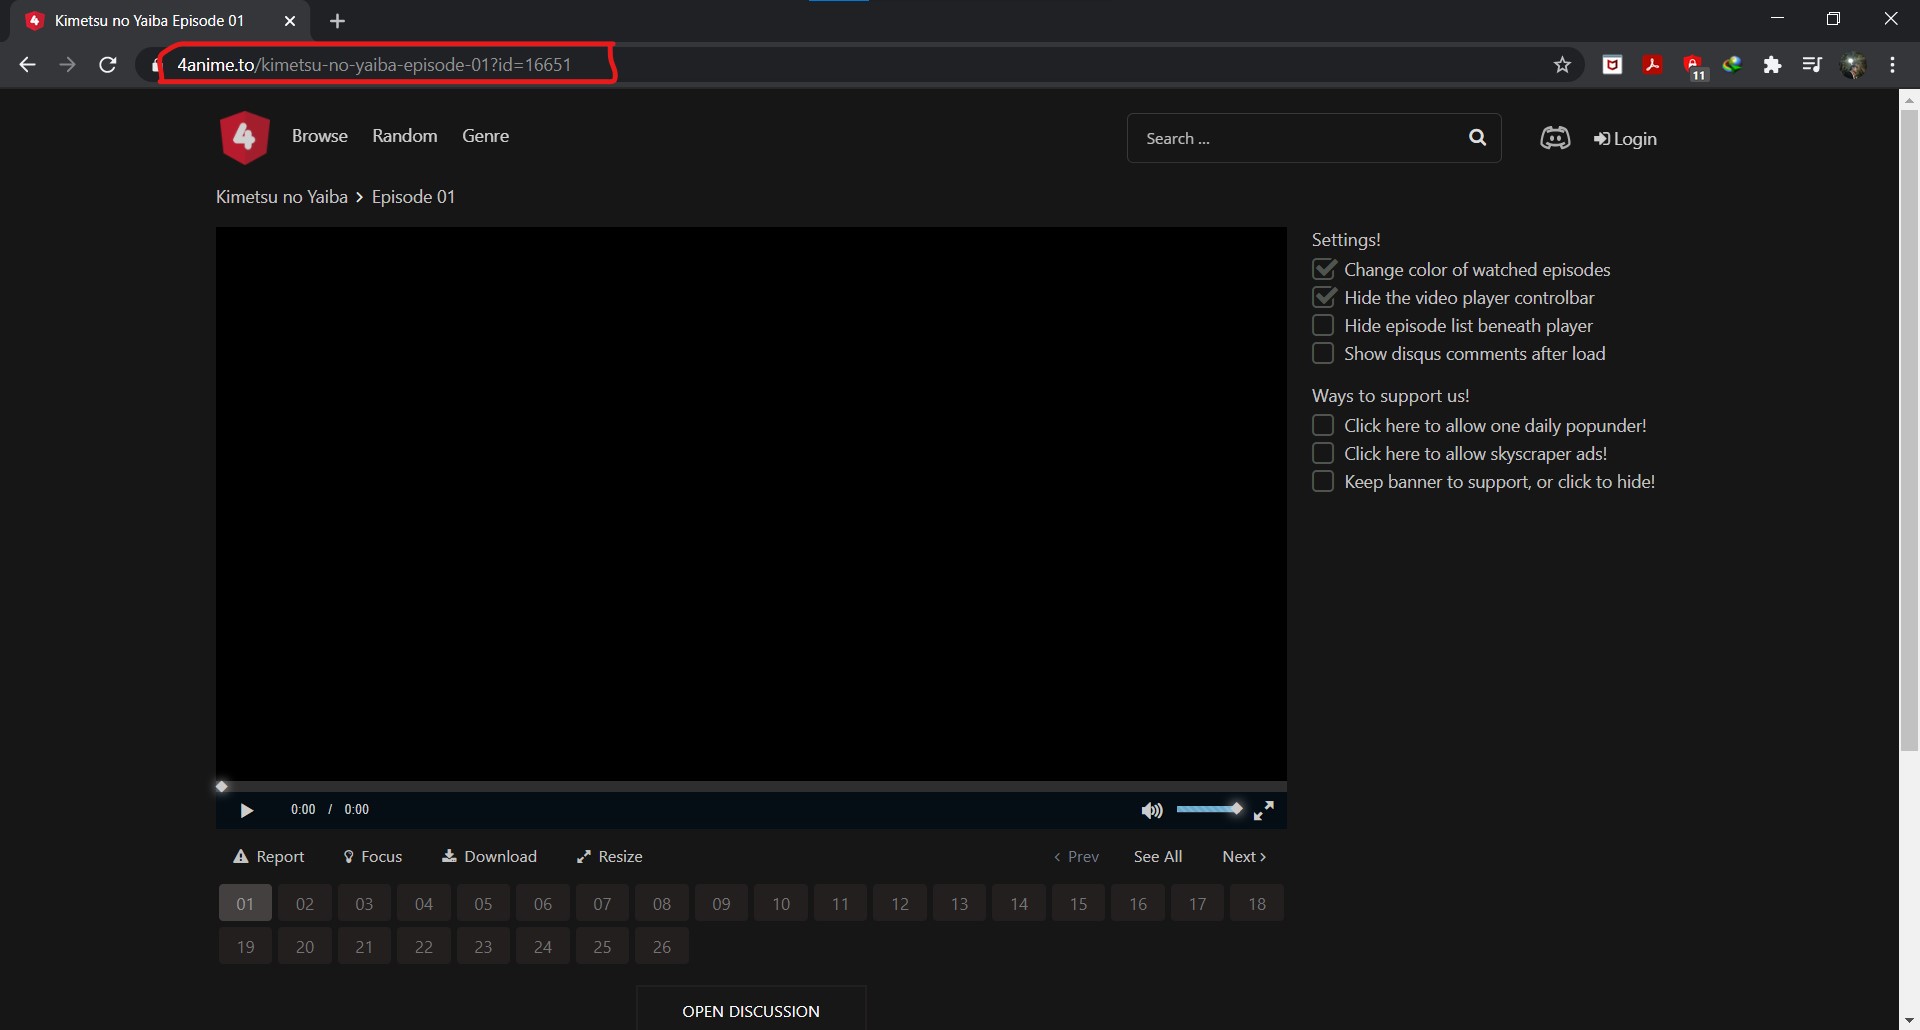 Kimetsu no Yaiba Episode 01
4anime.to/kimetsu-no-yaiba-episode-01?id=16651
11
4
Browse Random Genre
Search ...
Login
Kimetsu no Yaiba > Episode 01
Settings!
Change color of watched episodes
Hide the video player controlbar
Hide episode list beneath player
Show disqus comments after load
Ways to support us!
Click here to allow one daily popunder!
Click here to allow skyscraper ads!
Keep banner to support, or click to hide!
0:00 / 0:00
Report Focus Download Resize
< Prev See All Next >
01 02 03 04 05 06 07 08 09 10 11 12 13 14 15 16 17 18
19 20 21 22 23 24 25 26
OPEN DISCUSSION